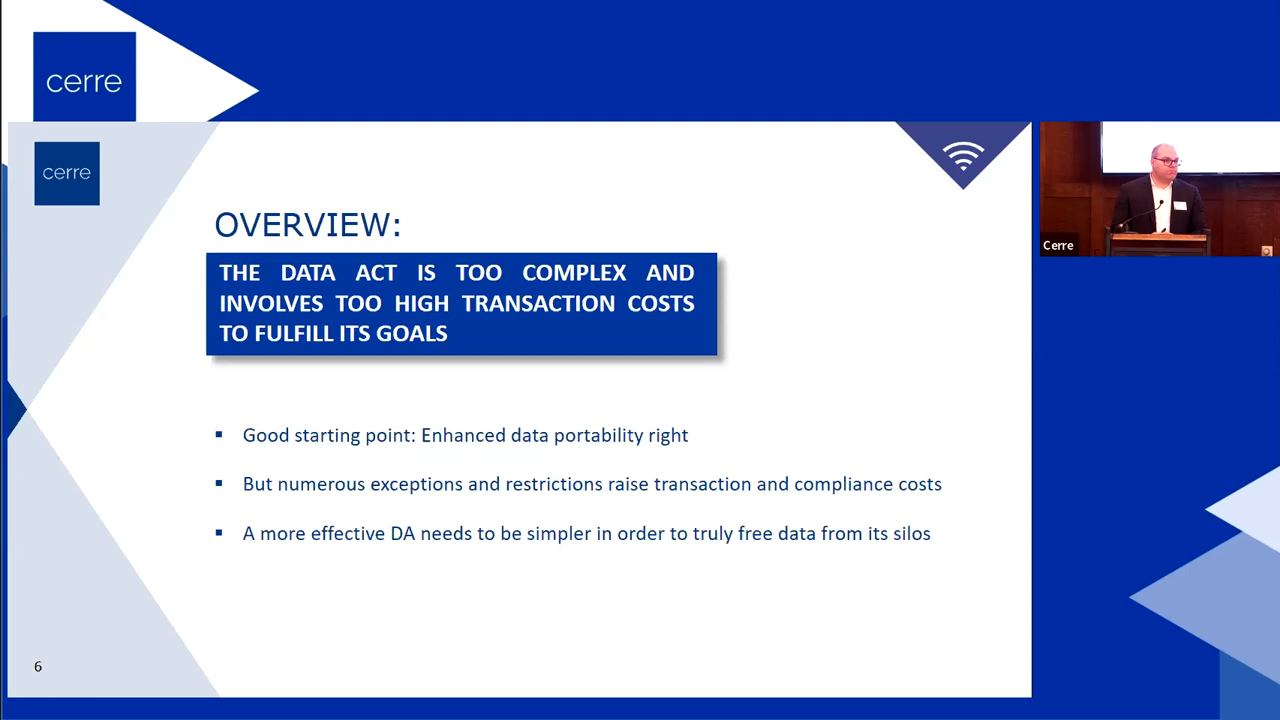 cerre
cerre
OVERVIEW:
THE DATA ACT IS TOO COMPLEX AND
INVOLVES TOO HIGH TRANSACTION COSTS
TO FULFILL ITS GOALS
▪ Good starting point: Enhanced data portability right
▪ But numerous exceptions and restrictions raise transaction and compliance costs
▪ A more effective DA needs to be simpler in order to truly free data from its silos
6
Cerre